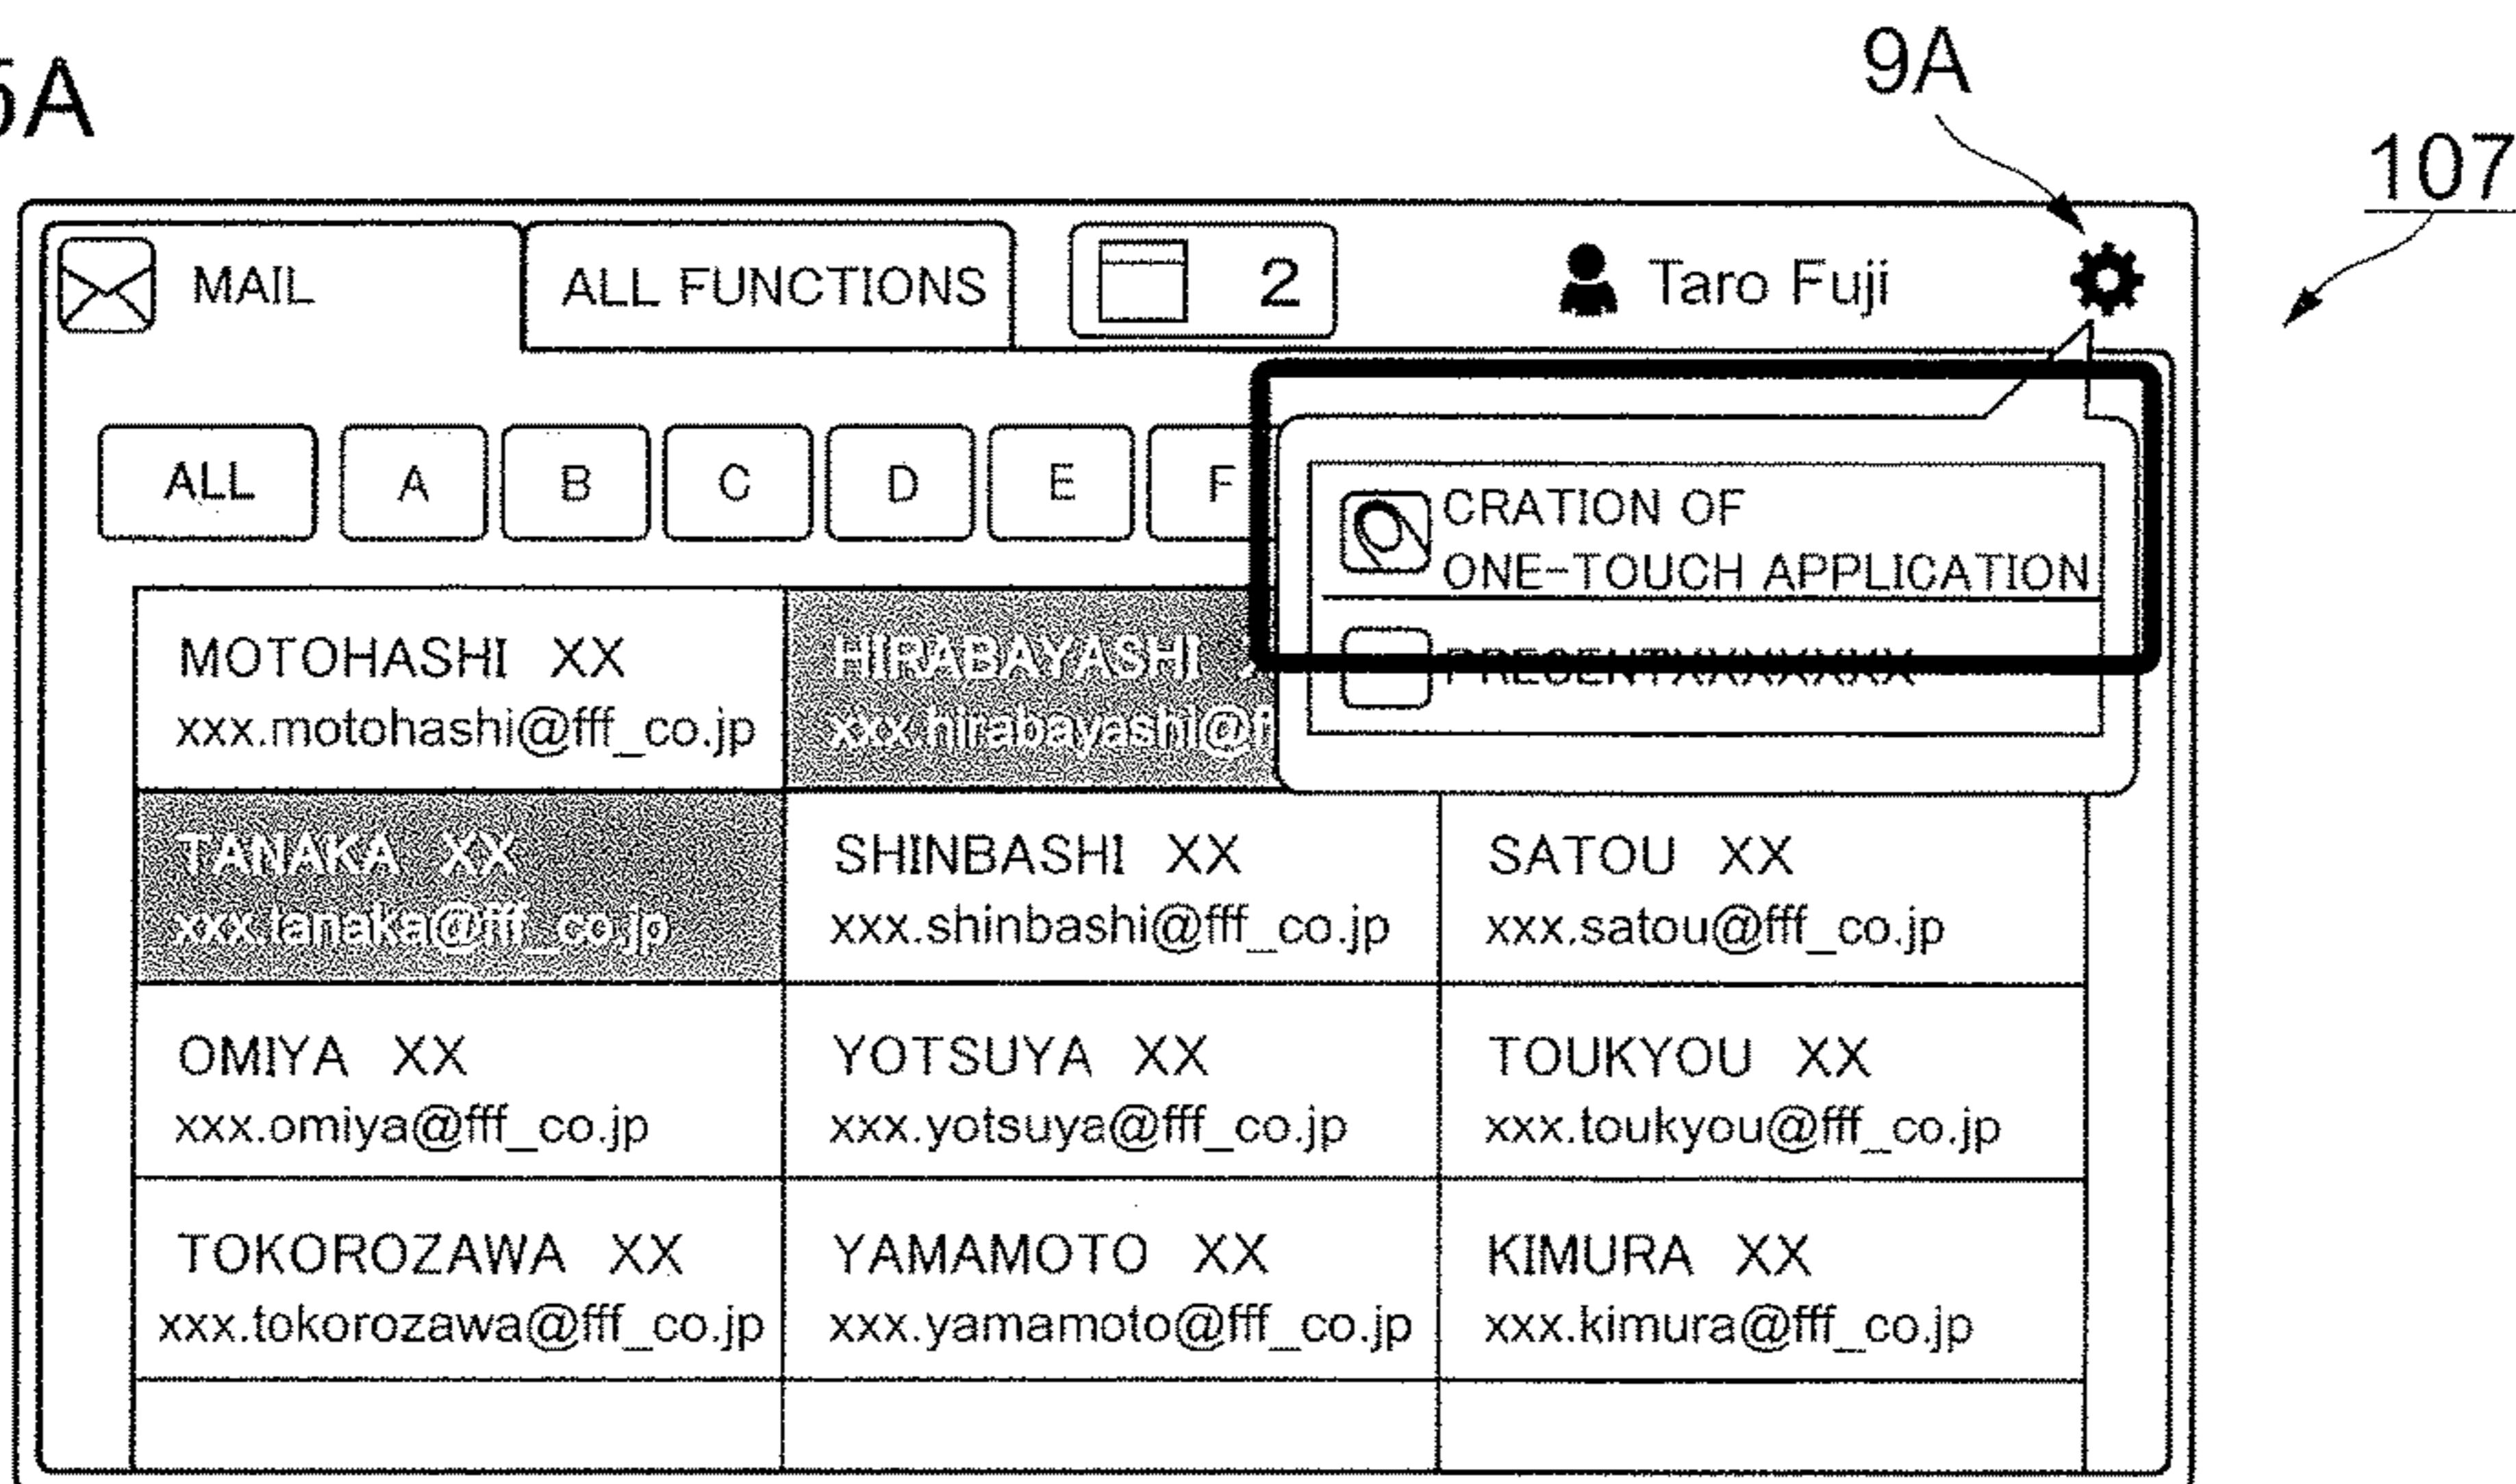 5A
9A
107
MAIL
ALL FUNCTIONS
2
Taro Fuji
ALL A B C D E F
CRATION OF
ONE-TOUCH APPLICATION
PRESENTXXXXXXX
MOTOHASHI XX
xxx.motohashi@fff_co.jp
HIRABAYASHI
xxx.hirabayashi@f
TANAKA XX
xxx.tanaka@fff_co.jp
SHINBASHI XX
xxx.shinbashi@fff_co.jp
SATOU XX
xxx.satou@fff_co.jp
OMIYA XX
xxx.omiya@fff_co.jp
YOTSUYA XX
xxx.yotsuya@fff_co.jp
TOUKYOU XX
xxx.toukyou@fff_co.jp
TOKOROZAWA XX
xxx.tokorozawa@fff_co.jp
YAMAMOTO XX
xxx.yamamoto@fff_co.jp
KIMURA XX
xxx.kimura@fff_co.jp